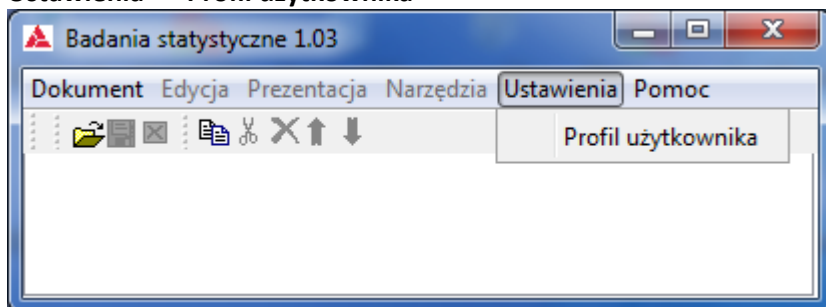 Badania statystyczne 1.03
Dokument Edycja Prezentacja Narzędzia Ustawienia Pomoc
Profil użytkownika